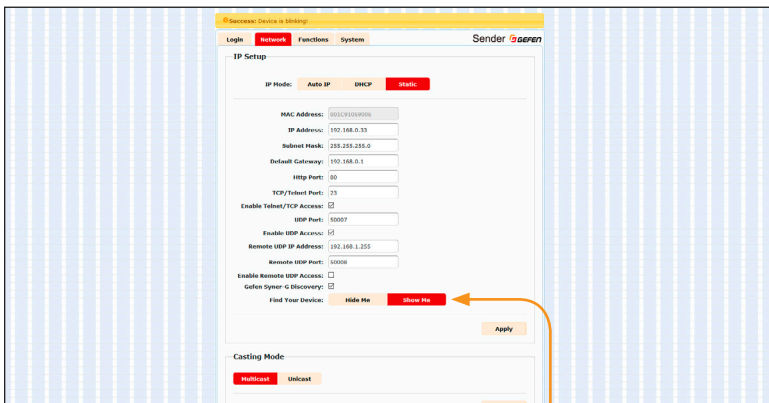 Success: Device is blinking!
Login Network Functions System Sender GEFEN
IP Setup
IP Mode: Auto IP DHCP Static
MAC Address: 001C91049006
IP Address: 192.168.0.33
Subnet Mask: 255.255.255.0
Default Gateway: 192.168.0.1
Http Port: 80
TCP/Telnet Port: 23
Enable Telnet/TCP Access:
UDP Port: 50007
Enable UDP Access:
Remote UDP IP Address: 192.168.1.255
Remote UDP Port: 50008
Enable Remote UDP Access:
Gefen Syner-G Discovery:
Find Your Device: Hide Me Show Me
Apply
Casting Mode
Multicast Unicast